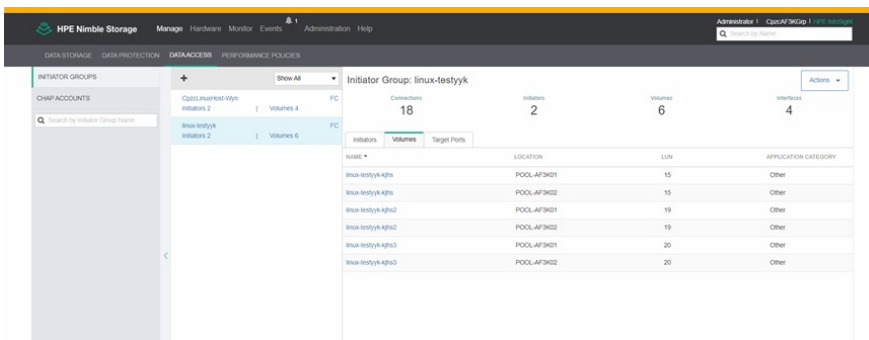 HPE Nimble Storage Manage Hardware Monitor Events 1 Administration Help
Administrator | CpzcAF3KGrp | HPE InfoSight
Search by Name
DATA STORAGE DATA PROTECTION DATA ACCESS PERFORMANCE POLICIES
INITIATOR GROUPS
CHAP ACCOUNTS
Search by Initiator Group Name
+ Show All
CpzcLinuxHost-Wyn FC
Initiators 2 | Volumes 4
linux-testyyk FC
Initiators 2 | Volumes 6
Initiator Group: linux-testyyk Actions
Connections Initiators Volumes Interfaces
18 2 6 4
Initiators Volumes Target Ports
NAME LOCATION LUN APPLICATION CATEGORY
linux-testyyk-kjhs POOL-AF3K01 15 Other
linux-testyyk-kjhs POOL-AF3K02 15 Other
linux-testyyk-kjhs2 POOL-AF3K01 19 Other
linux-testyyk-kjhs2 POOL-AF3K02 19 Other
linux-testyyk-kjhs3 POOL-AF3K01 20 Other
linux-testyyk-kjhs3 POOL-AF3K02 20 Other